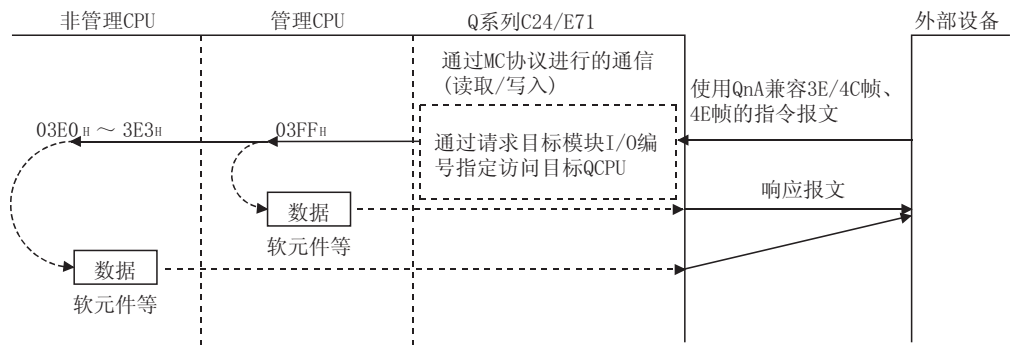 非管理CPU
管理CPU
Q系列C24/E71
外部设备
通过MC协议进行的通信
(读取/写入)
使用QnA兼容3E/4C帧、
4E帧的指令报文
03E0H ～ 3E3H
03FFH
通过请求目标模块I/O编
号指定访问目标QCPU
响应报文
数据
软元件等
数据
软元件等